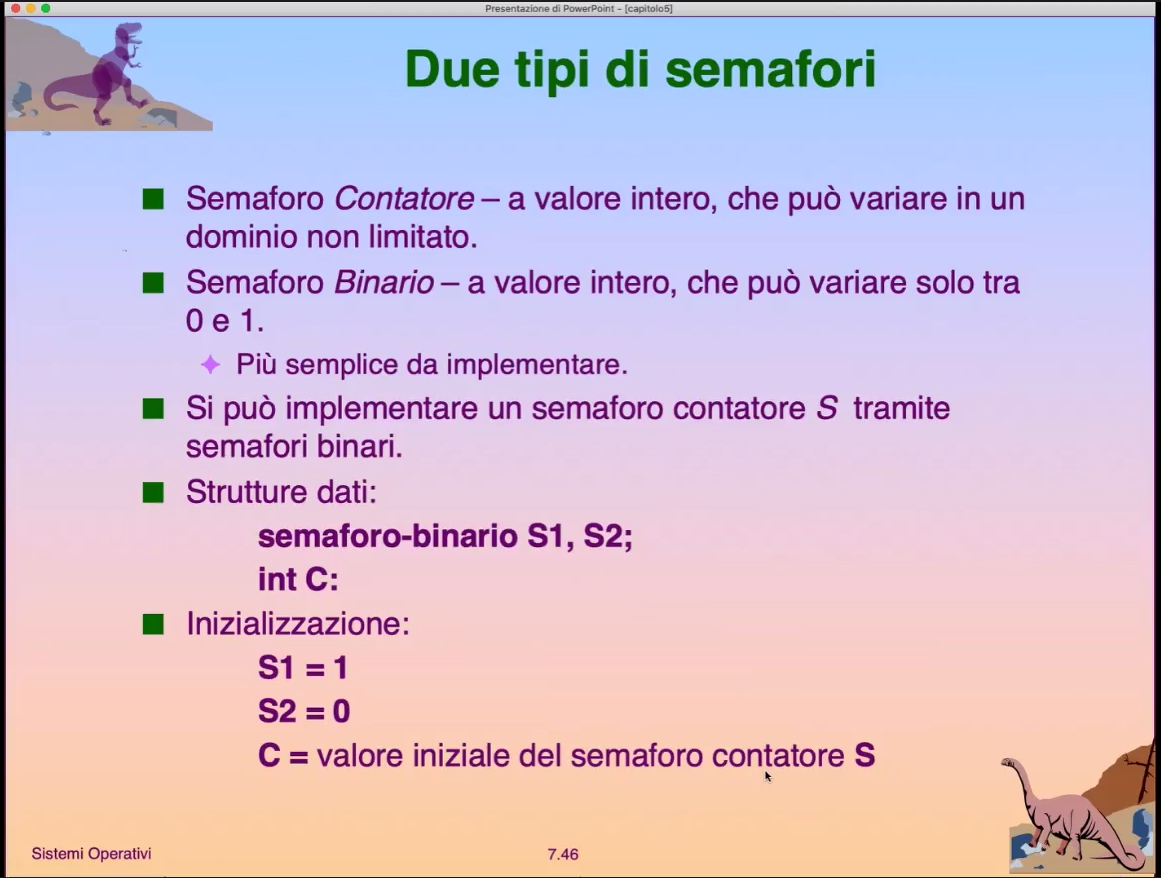 Presentazione di PowerPoint - [capitolo5]
Due tipi di semafori
Semaforo Contatore – a valore intero, che può variare in un
dominio non limitato.
Semaforo Binario – a valore intero, che può variare solo tra
0 e 1.
Più semplice da implementare.
Si può implementare un semaforo contatore S tramite
semafori binari.
Strutture dati:
semaforo-binario S1, S2;
int C:
Inizializzazione:
S1 = 1
S2 = 0
C = valore iniziale del semaforo contatore S
Sistemi Operativi
7.46